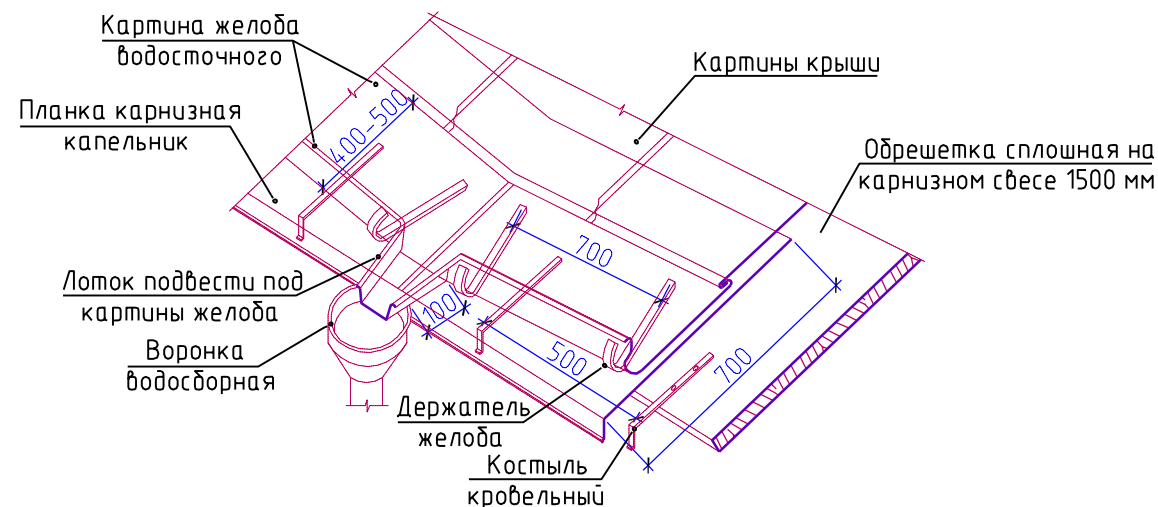 Картина желоба
водосточного
Картины крыши
Планка карнизная
капельник
400-500
Обрешетка сплошная на
карнизном свесе 1500 мм
700
Лоток подвести под
картины желоба
100
Воронка
водосборная
500
700
Держатель
желоба
Костыль
кровельный